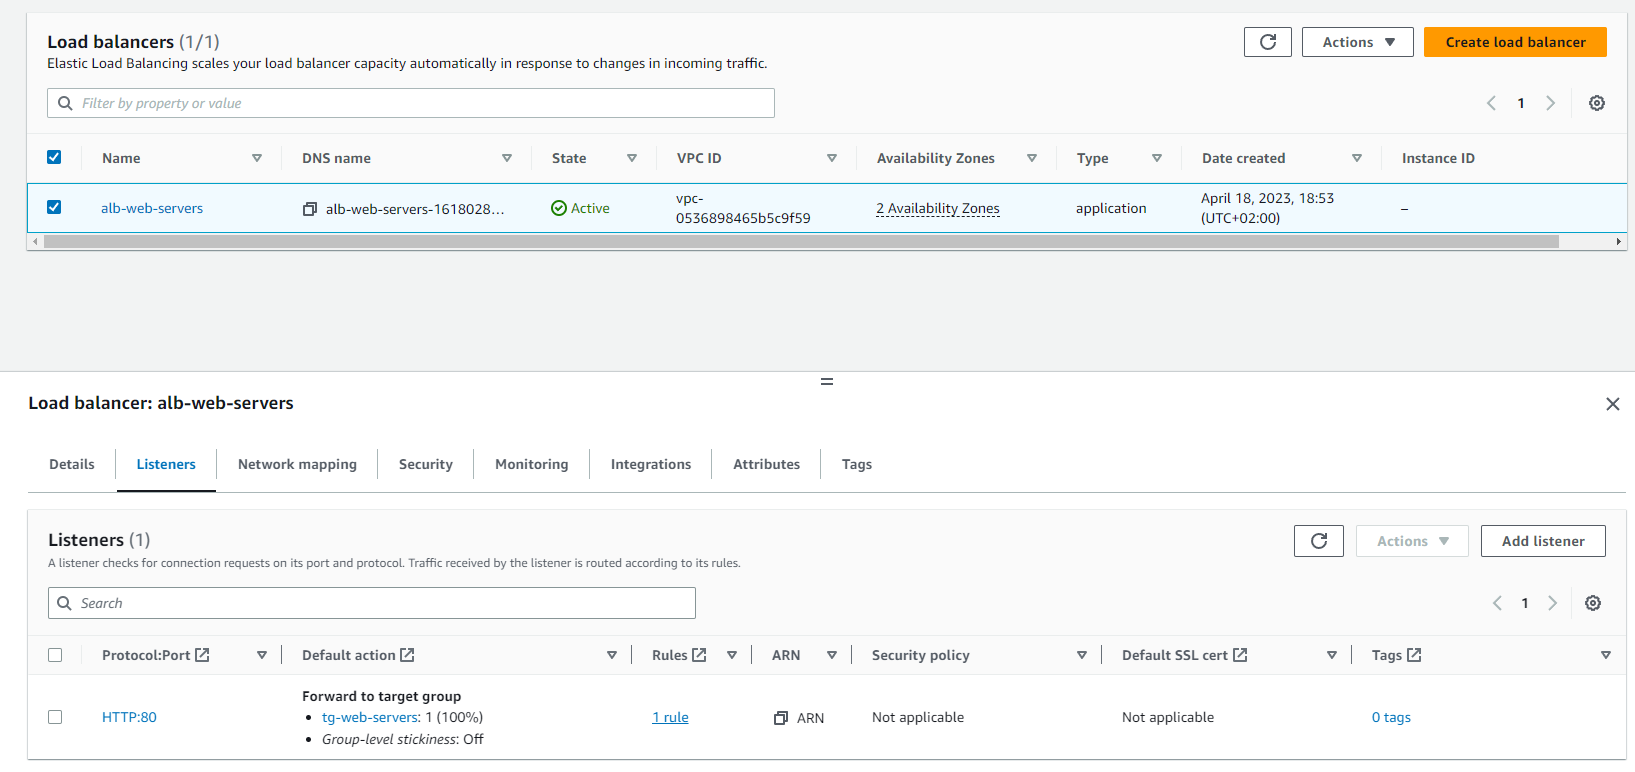 Load balancers (1/1)
Elastic Load Balancing scales your load balancer capacity automatically in response to changes in incoming traffic.
Actions
Create load balancer
Filter by property or value
1
Name DNS name State VPC ID Availability Zones Type Date created Instance ID
alb-web-servers alb-web-servers-1618028... Active vpc-0536898465b5c9f59 2 Availability Zones application April 18, 2023, 18:53 (UTC+02:00) –
Load balancer: alb-web-servers
Details Listeners Network mapping Security Monitoring Integrations Attributes Tags
Listeners (1)
A listener checks for connection requests on its port and protocol. Traffic received by the listener is routed according to its rules.
Actions
Add listener
Search
1
Protocol:Port Default action Rules ARN Security policy Default SSL cert Tags
Forward to target group
HTTP:80 • tg-web-servers: 1 (100%) 1 rule ARN Not applicable Not applicable 0 tags
• Group-level stickiness: Off